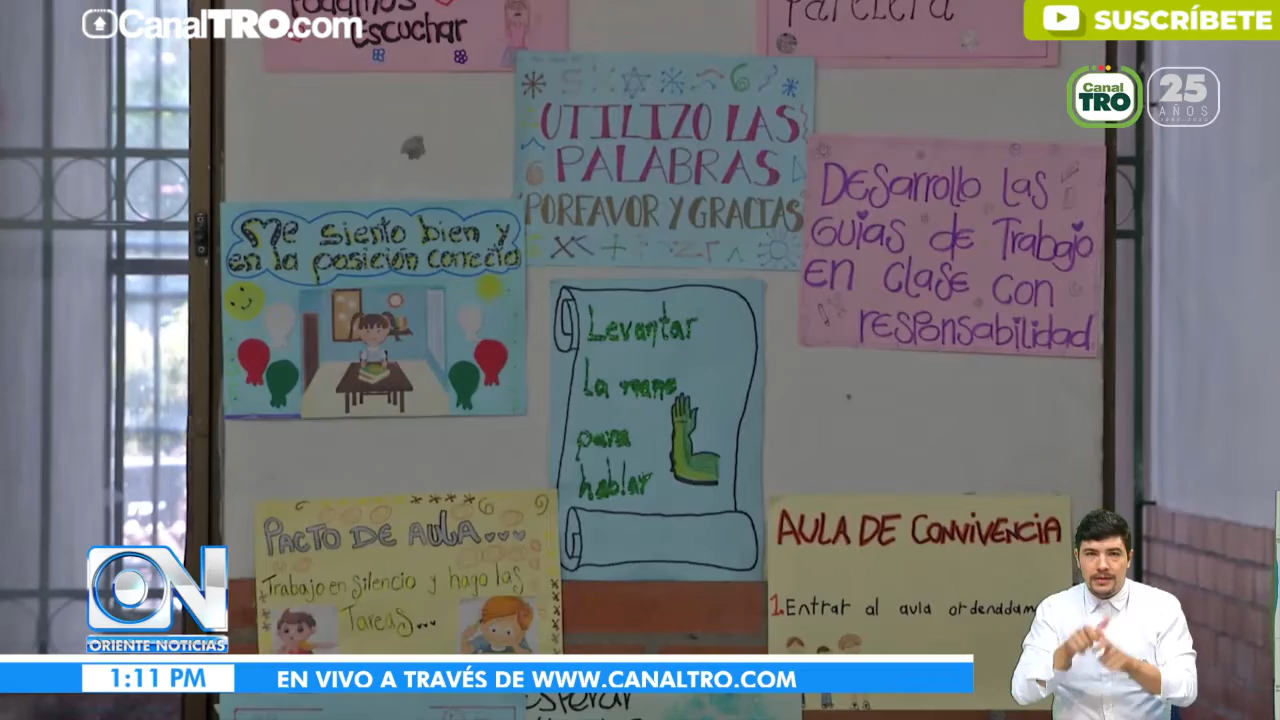 CanalTRO.com
SUSCRÍBETE
Canal
TRO
25
AÑOS
Podamos
Escuchar
UTILIZO LAS
PALABRAS
PORFAVOR Y GRACIAS
Desarrollo Las
Guias de Trabajo
en Clase con
responsabilidad
Me siento bien y
en la posición correcta
Levantar
La mano
para
hablar
PACTO DE AULA...
Trabajo en silencio y hago las
Tareas...
AULA DE CONVIVENCIA
1. Entrar al aula ordenadam
ON
ORIENTE NOTICIAS
1:11 PM
EN VIVO A TRAVÉS DE WWW.CANALTRO.COM